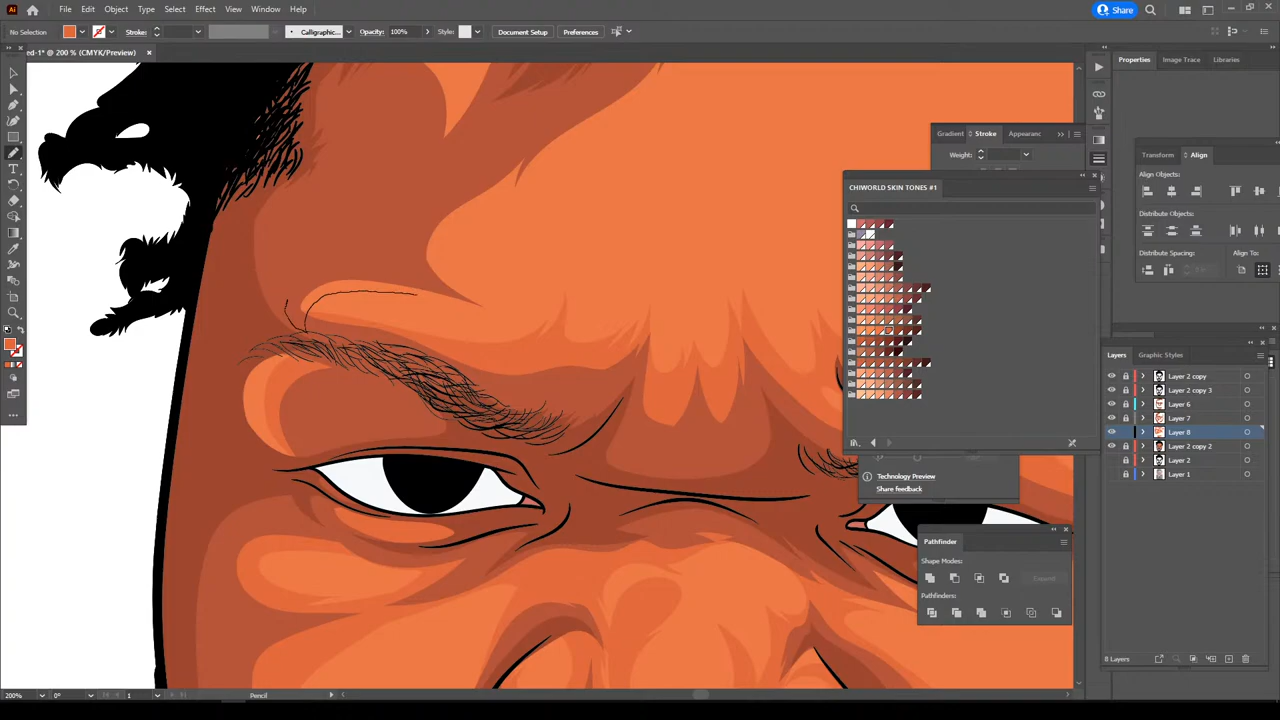 Ai
File Edit Object Type Select Effect View Window Help
Share
No Selection
Stroke:
Calligraphic...
Opacity: 100%
Style:
Document Setup
Preferences
ed-1* @ 200 % (CMYK/Preview)
Properties Image Trace Libraries
Gradient Stroke Appearanc
Weight:
Transform Align
Align Objects:
CHIWORLD SKIN TONES #1
Distribute Objects:
Distribute Spacing: Align To:
Technology Preview
Share feedback
Layers Graphic Styles
Layer 2 copy
Layer 2 copy 3
Layer 6
Layer 7
Layer 8
Layer 2 copy 2
Layer 2
Layer 1
Pathfinder
Shape Modes:
Expand
Pathfinders:
8 Layers
200% 0° 1 Pencil